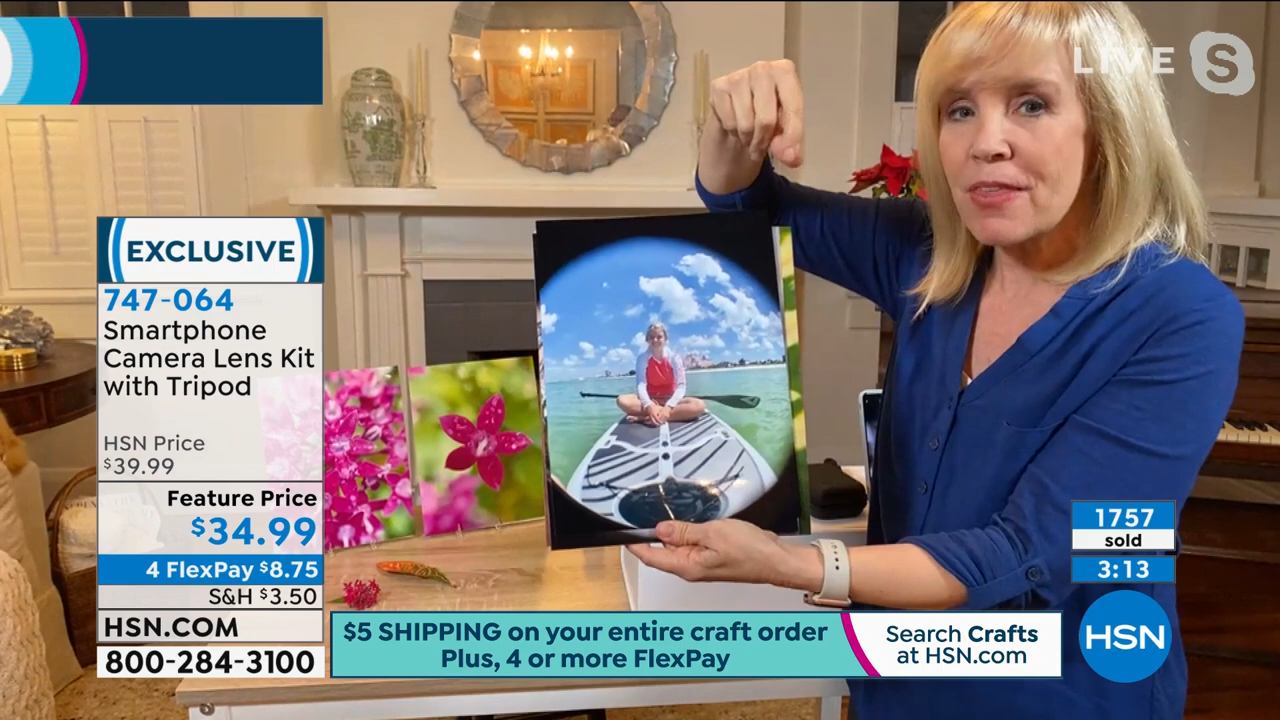 LIVE S
EXCLUSIVE
747-064
Smartphone
Camera Lens Kit
with Tripod
HSN Price
$39.99
Feature Price
$34.99
4 FlexPay $8.75
S&H $3.50
HSN.COM
800-284-3100
$5 SHIPPING on your entire craft order
Plus, 4 or more FlexPay
Search Crafts
at HSN.com
1757
sold
3:13
HSN